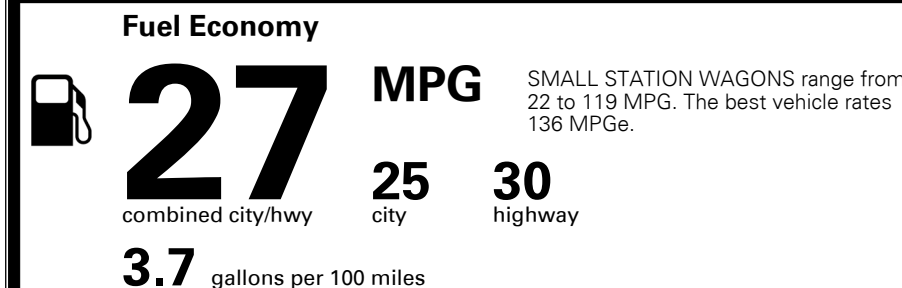 Fuel Economy
27 MPG
SMALL STATION WAGONS range from
22 to 119 MPG. The best vehicle rates
136 MPGe.
combined city/hwy
25
city
30
highway
3.7 gallons per 100 miles